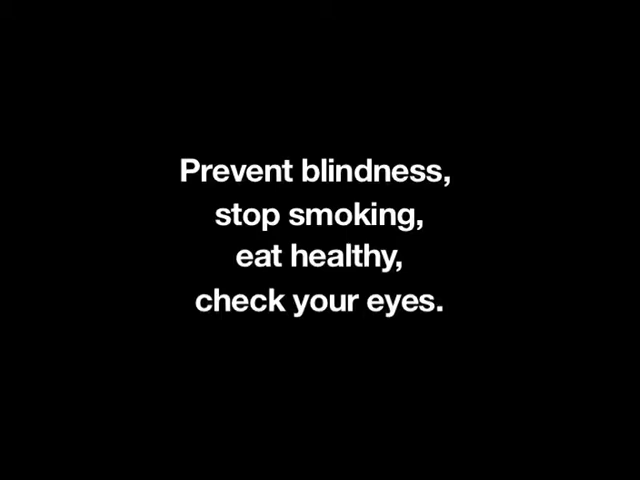 Prevent blindness,
stop smoking,
eat healthy,
check your eyes.